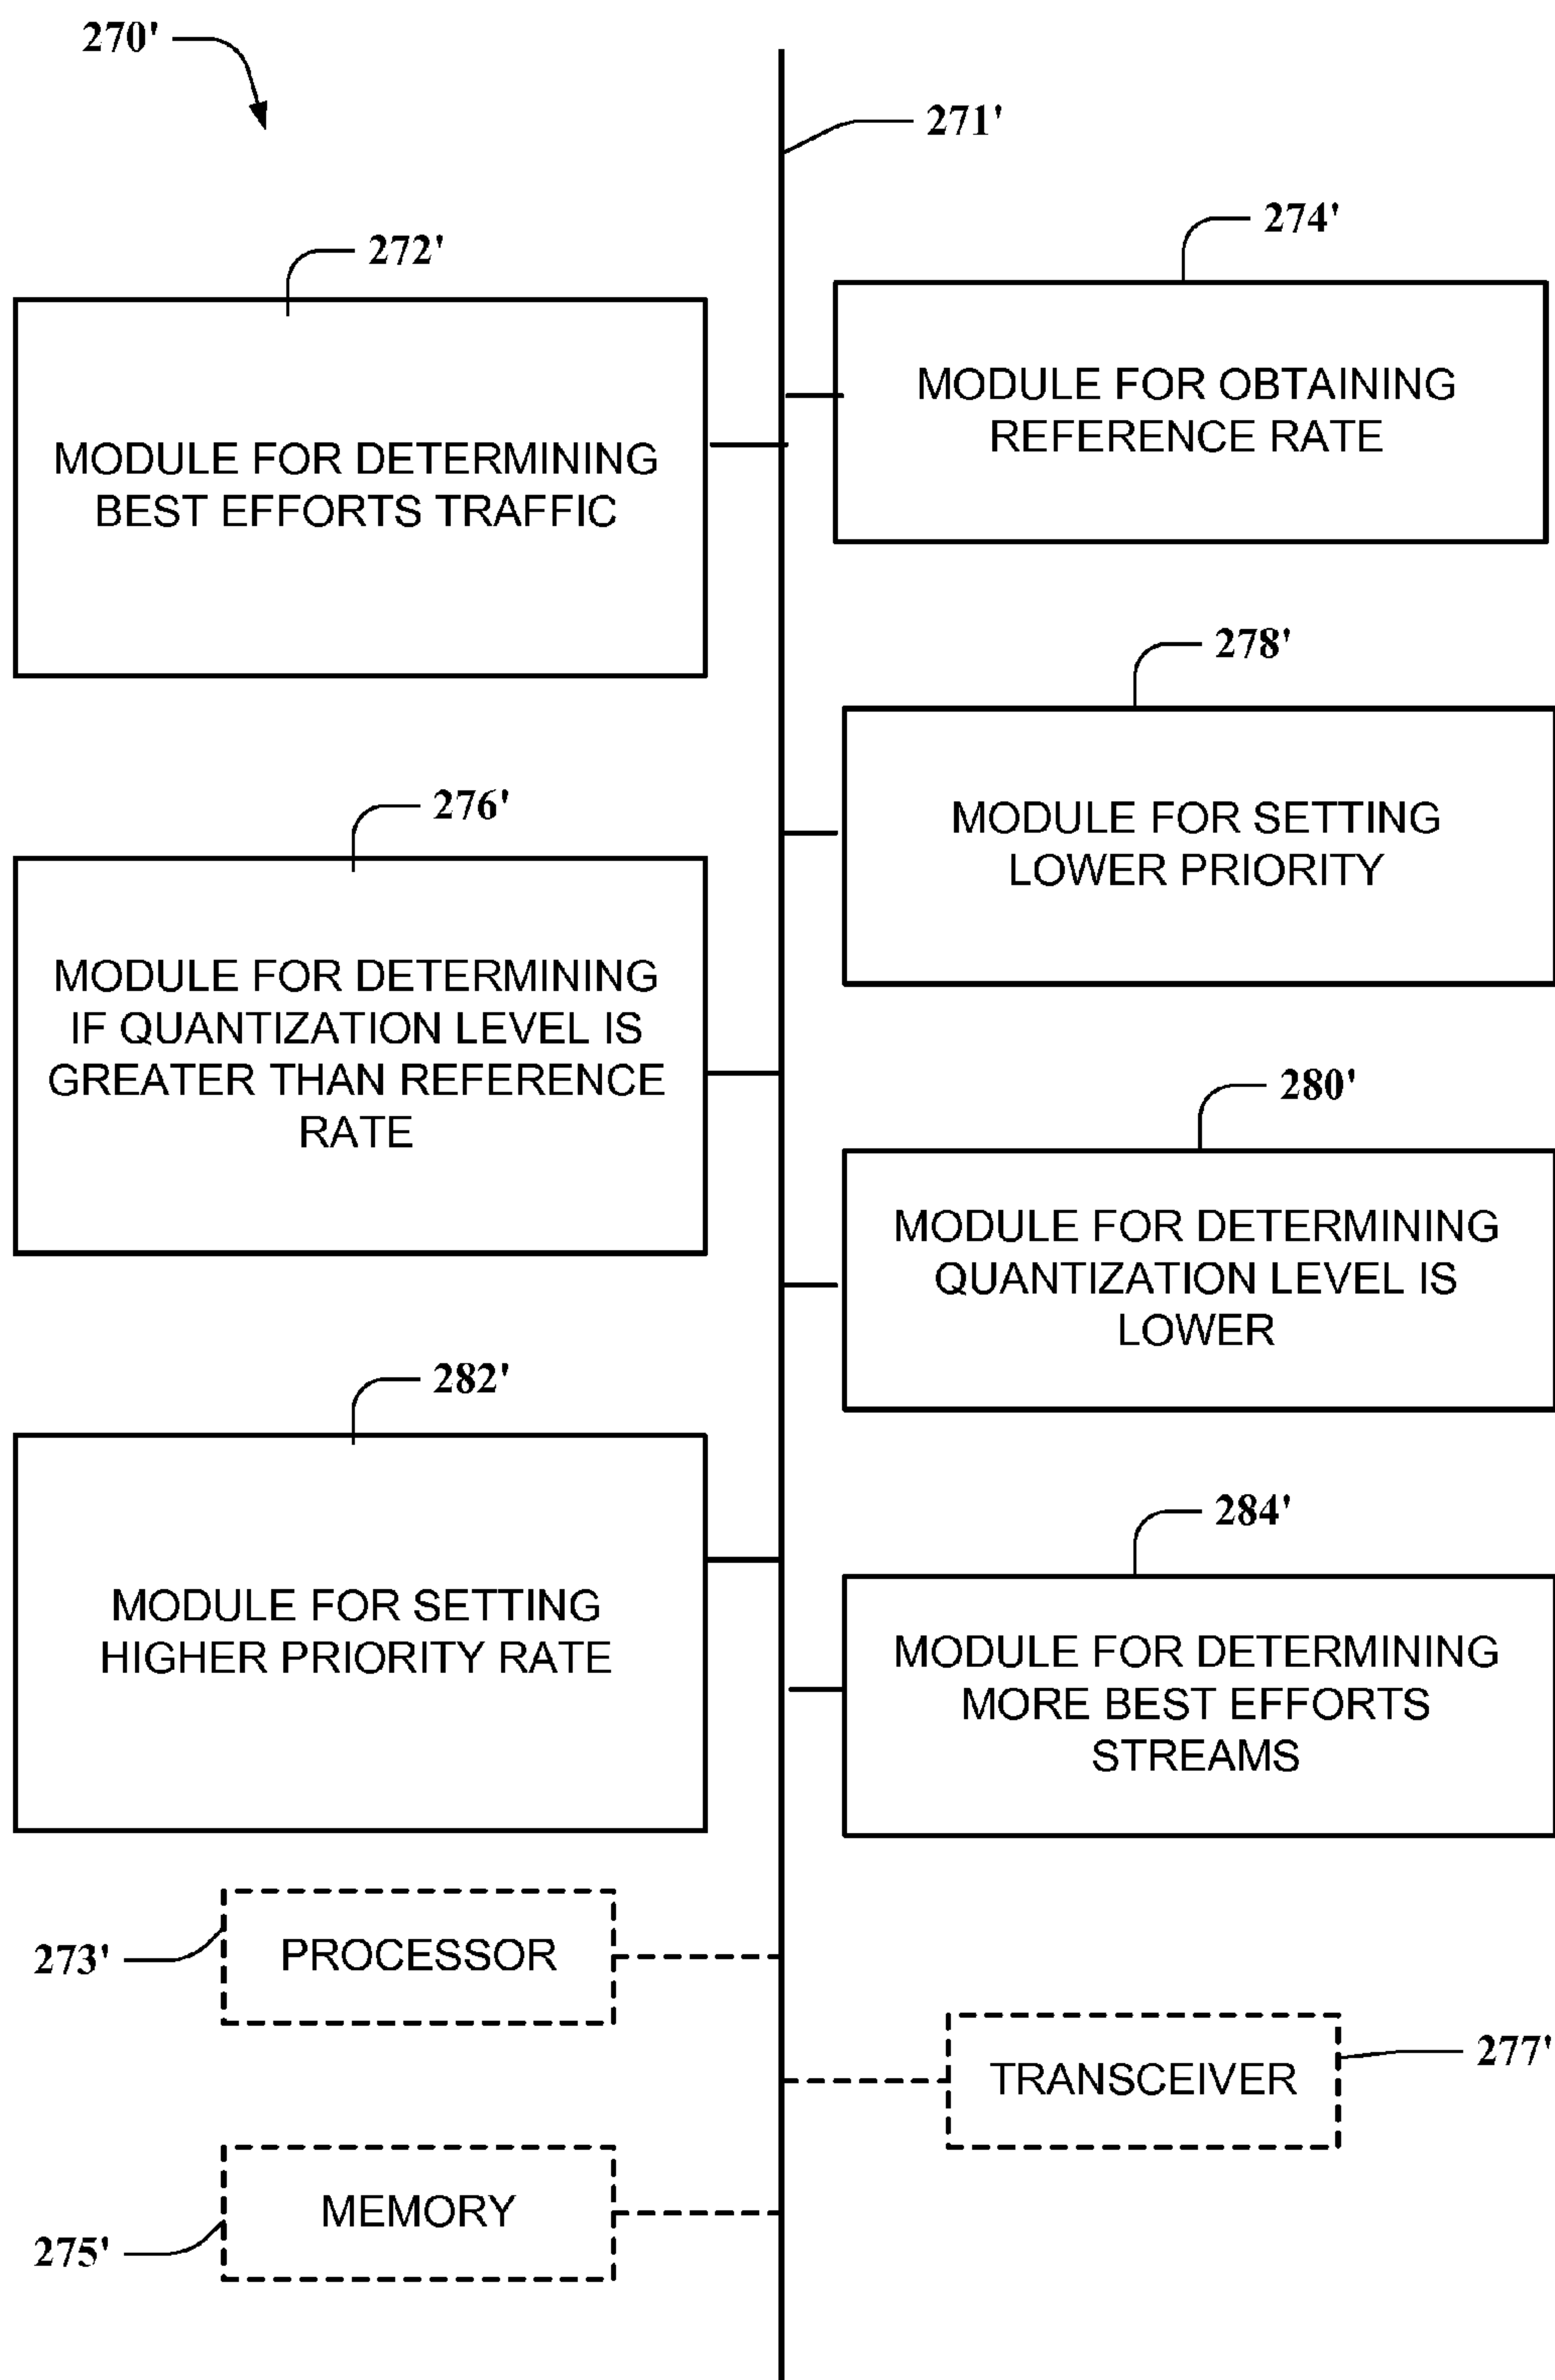 270'
271'
272'
274'
MODULE FOR DETERMINING
BEST EFFORTS TRAFFIC
MODULE FOR OBTAINING
REFERENCE RATE
278'
276'
MODULE FOR SETTING
LOWER PRIORITY
MODULE FOR DETERMINING
IF QUANTIZATION LEVEL IS
GREATER THAN REFERENCE
RATE
280'
MODULE FOR DETERMINING
QUANTIZATION LEVEL IS
LOWER
282'
284'
MODULE FOR SETTING
HIGHER PRIORITY RATE
MODULE FOR DETERMINING
MORE BEST EFFORTS
STREAMS
273'
PROCESSOR
277'
TRANSCEIVER
275'
MEMORY